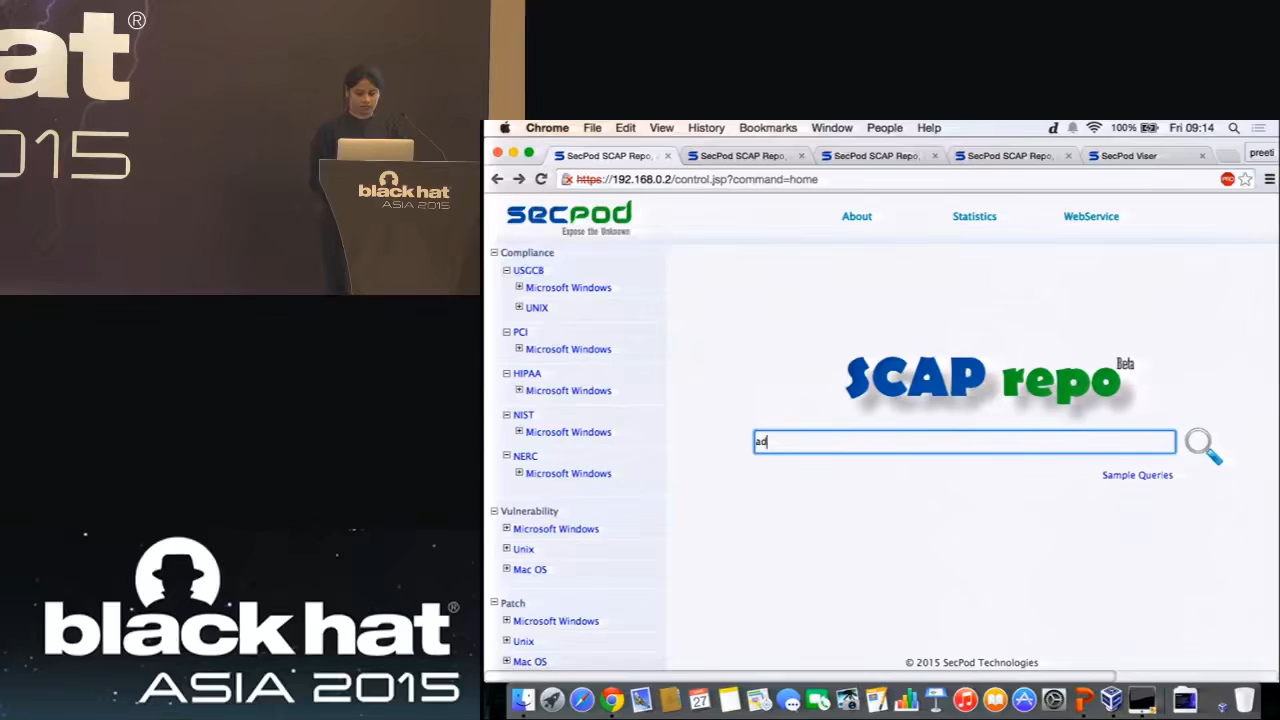 hat®
2015
black hat
ASIA 2015
black hat®
ASIA 2015
Chrome File Edit View History Bookmarks Window People Help
100% Fri 09:14
SecPod SCAP Repo, SecPod SCAP Repo, SecPod SCAP Repo, SecPod SCAP Repo, SecPod Viser preeti
https://192.168.0.2/control.jsp?command=home
secpod
Expose the Unknown
About Statistics WebService
Compliance
USGCB
Microsoft Windows
UNIX
PCI
Microsoft Windows
HIPAA
Microsoft Windows
NIST
Microsoft Windows
NERC
Microsoft Windows
Vulnerability
Microsoft Windows
Unix
Mac OS
Patch
Microsoft Windows
Unix
Mac OS
SCAP repo Beta
ad
Sample Queries
© 2015 SecPod Technologies
27